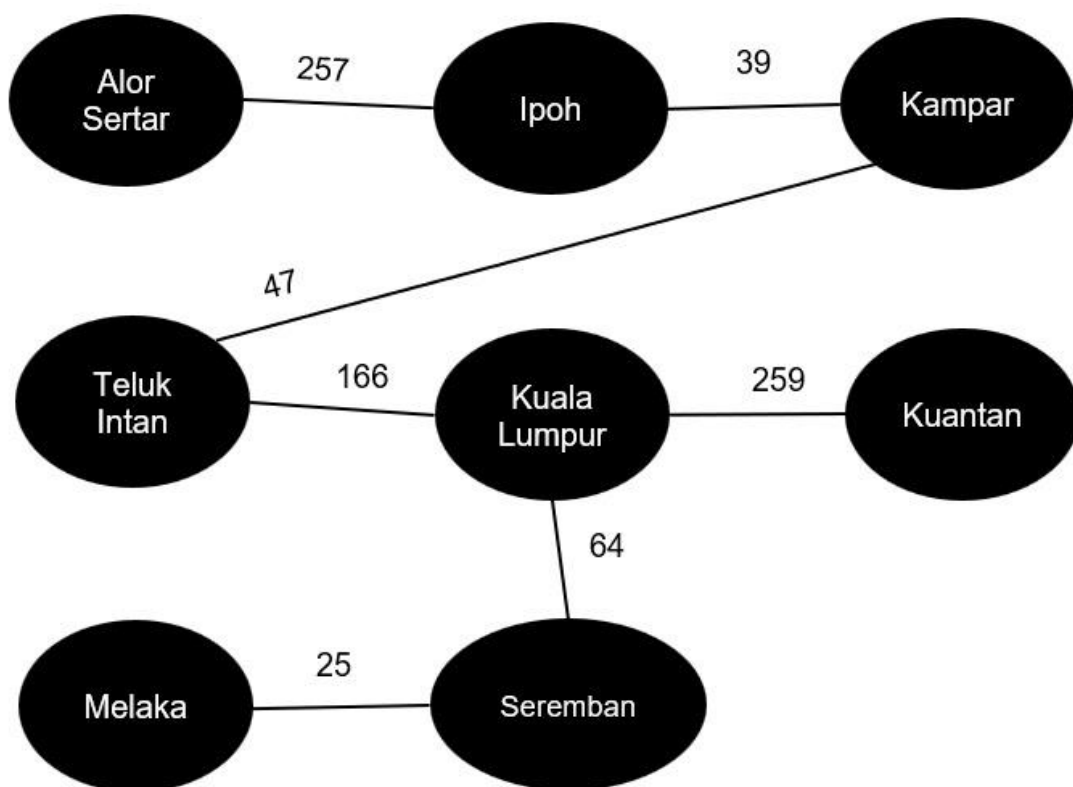 Alor
Sertar
257
Ipoh
39
Kampar
47
Teluk
Intan
166
Kuala
Lumpur
259
Kuantan
64
Melaka
25
Seremban